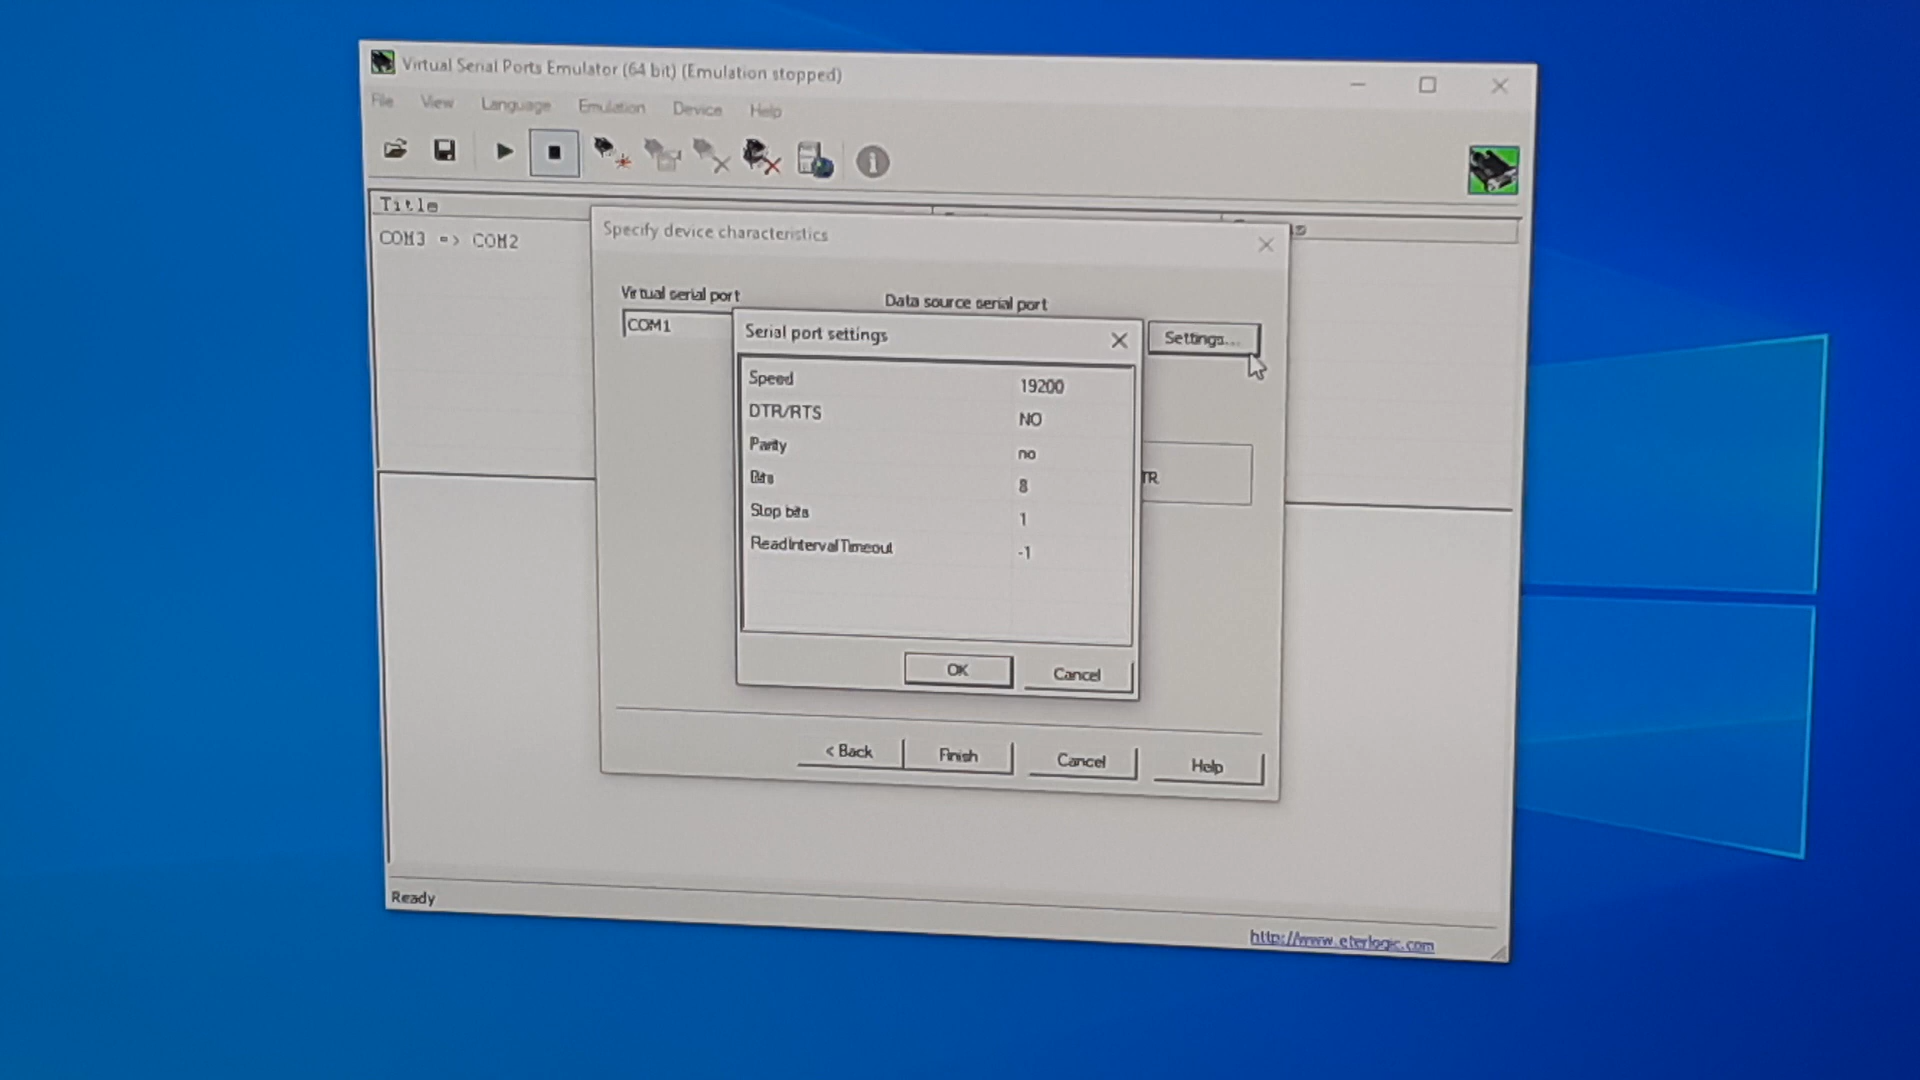 Virtual Serial Ports Emulator (64 bit) (Emulation stopped)
File View Language Emulation Device Help
Title
COM3 => COM2
Specify device characteristics
Virtual serial port
Data source serial port
COM1
Settings...
Serial port settings
Speed 19200
DTR/RTS NO
Parity no
Bits 8
Stop bits 1
ReadIntervalTimeout -1
TR
OK Cancel
< Back Finish Cancel Help
Ready
http://www.eterlogic.com